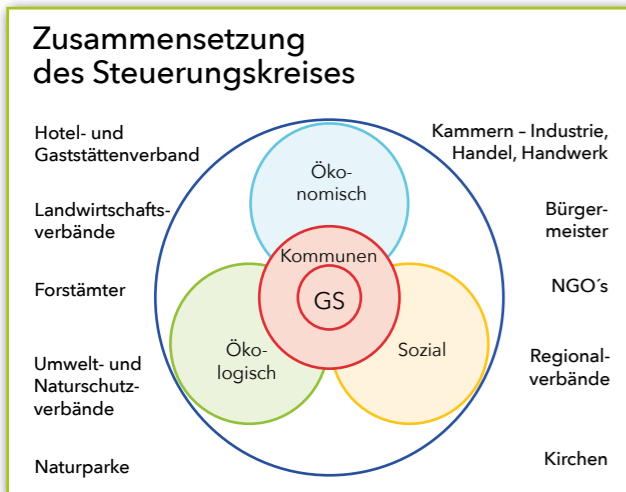 Zusammensetzung
des Steuerungskreises
Hotel- und
Gaststättenverband
Landwirtschafts-
verbände
Forstämter
Umwelt- und
Naturschutz-
verbände
Naturparke
Öko-
nomisch
Kommunen
GS
Öko-
logisch
Sozial
Kammern – Industrie,
Handel, Handwerk
Bürger-
meister
NGO´s
Regional-
verbände
Kirchen